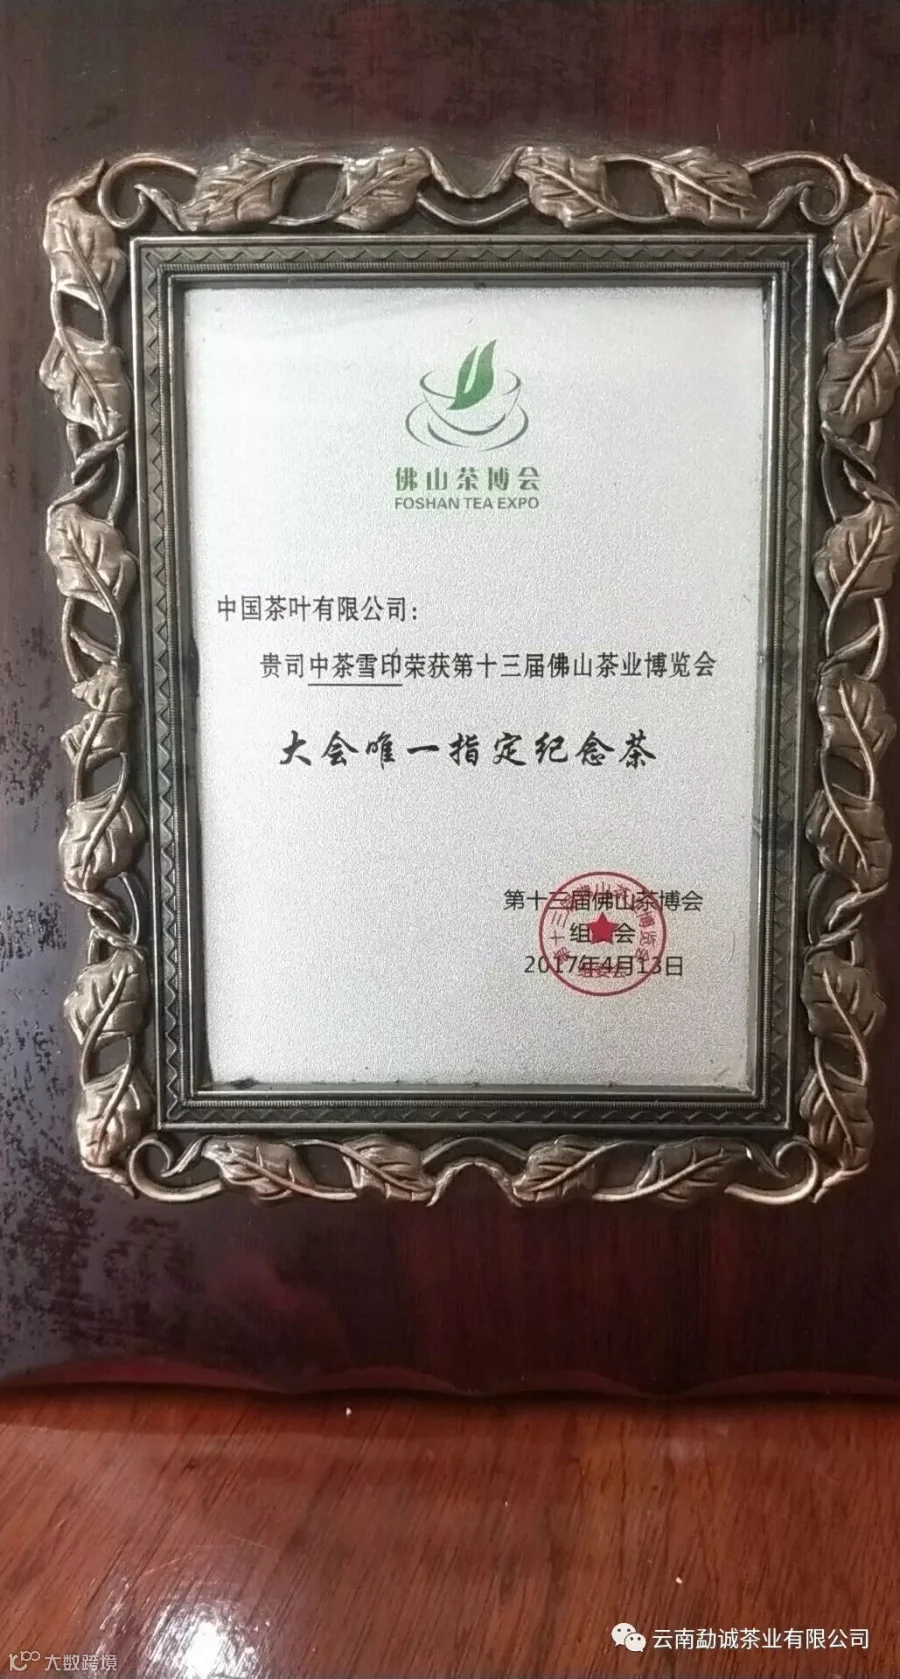 佛山茶博会
FOSHAN TEA EXPO
中国茶叶有限公司:
贵司中茶雪印荣获第十三届佛山茶业博览会
大会唯一指定纪念茶
第十三届佛山茶博会
组委会
2017年4月13日
云南勐诚茶业有限公司
大数跨境